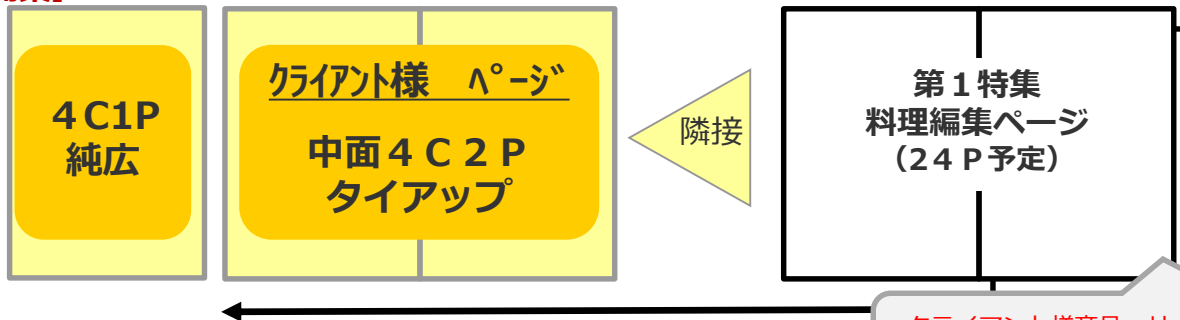 4C1P
純広
ｸﾗｲｱﾝﾄ様　ﾍﾟｰｼﾞ
中面４Ｃ２Ｐ
タイアップ
隣接
第１特集
料理編集ページ
（24Ｐ予定）